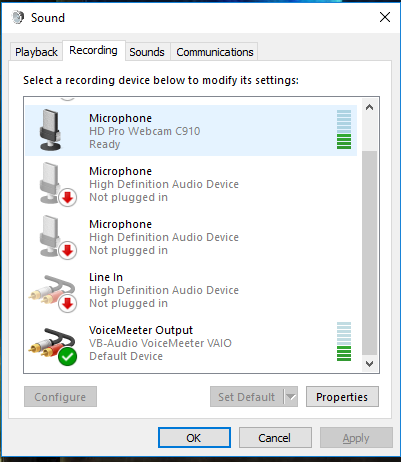 Sound
Playback Recording Sounds Communications
Select a recording device below to modify its settings:
Microphone
HD Pro Webcam C910
Ready
Microphone
High Definition Audio Device
Not plugged in
Microphone
High Definition Audio Device
Not plugged in
Line In
High Definition Audio Device
Not plugged in
VoiceMeeter Output
VB-Audio VoiceMeeter VAIO
Default Device
Configure Set Default Properties
OK Cancel Apply